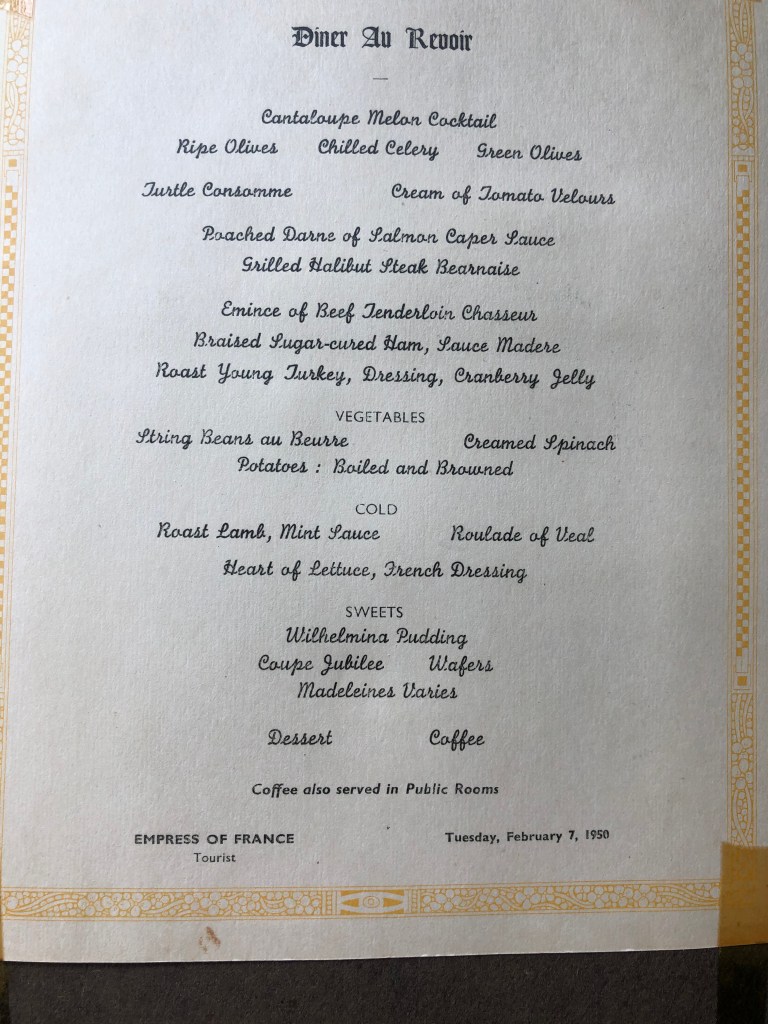 Diner Au Revoir
Cantaloupe Melon Cocktail
Ripe Olives Chilled Celery Green Olives
Turtle Consomme Cream of Tomato Velours
Poached Darne of Salmon Caper Sauce
Grilled Halibut Steak Bearnaise
Emince of Beef Tenderloin Chasseur
Braised Sugar-cured Ham, Sauce Madere
Roast Young Turkey, Dressing, Cranberry Jelly
VEGETABLES
String Beans au Beurre Creamed Spinach
Potatoes : Boiled and Browned
COLD
Roast Lamb, Mint Sauce Roulade of Veal
Heart of Lettuce, French Dressing
SWEETS
Wilhelmina Pudding
Coupe Jubilee Wafers
Madeleines Varies
Dessert Coffee
Coffee also served in Public Rooms
EMPRESS OF FRANCE Tuesday, February 7, 1950
Tourist